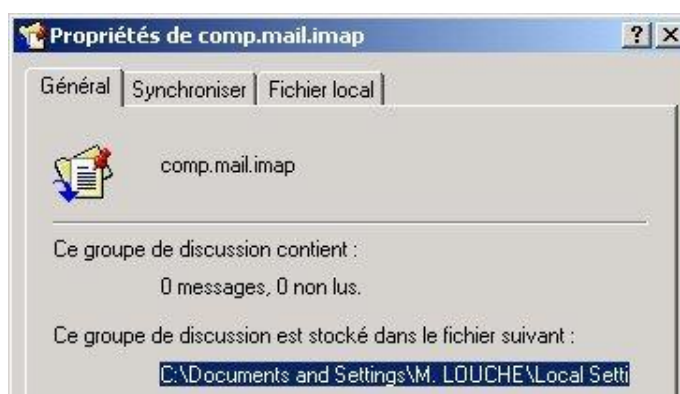 Propriétés de comp.mail.imap
Général Synchroniser Fichier local
comp.mail.imap
Ce groupe de discussion contient :
0 messages, 0 non lus.
Ce groupe de discussion est stocké dans le fichier suivant :
C:\Documents and Settings\M. LOUCHE\Local Setti